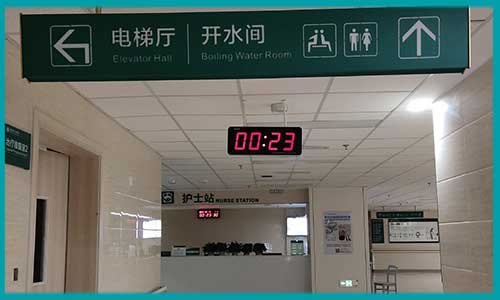 电梯厅 开水间
Elevator Hall Boiling Water Room
00:23
护士站 NURSE STATION